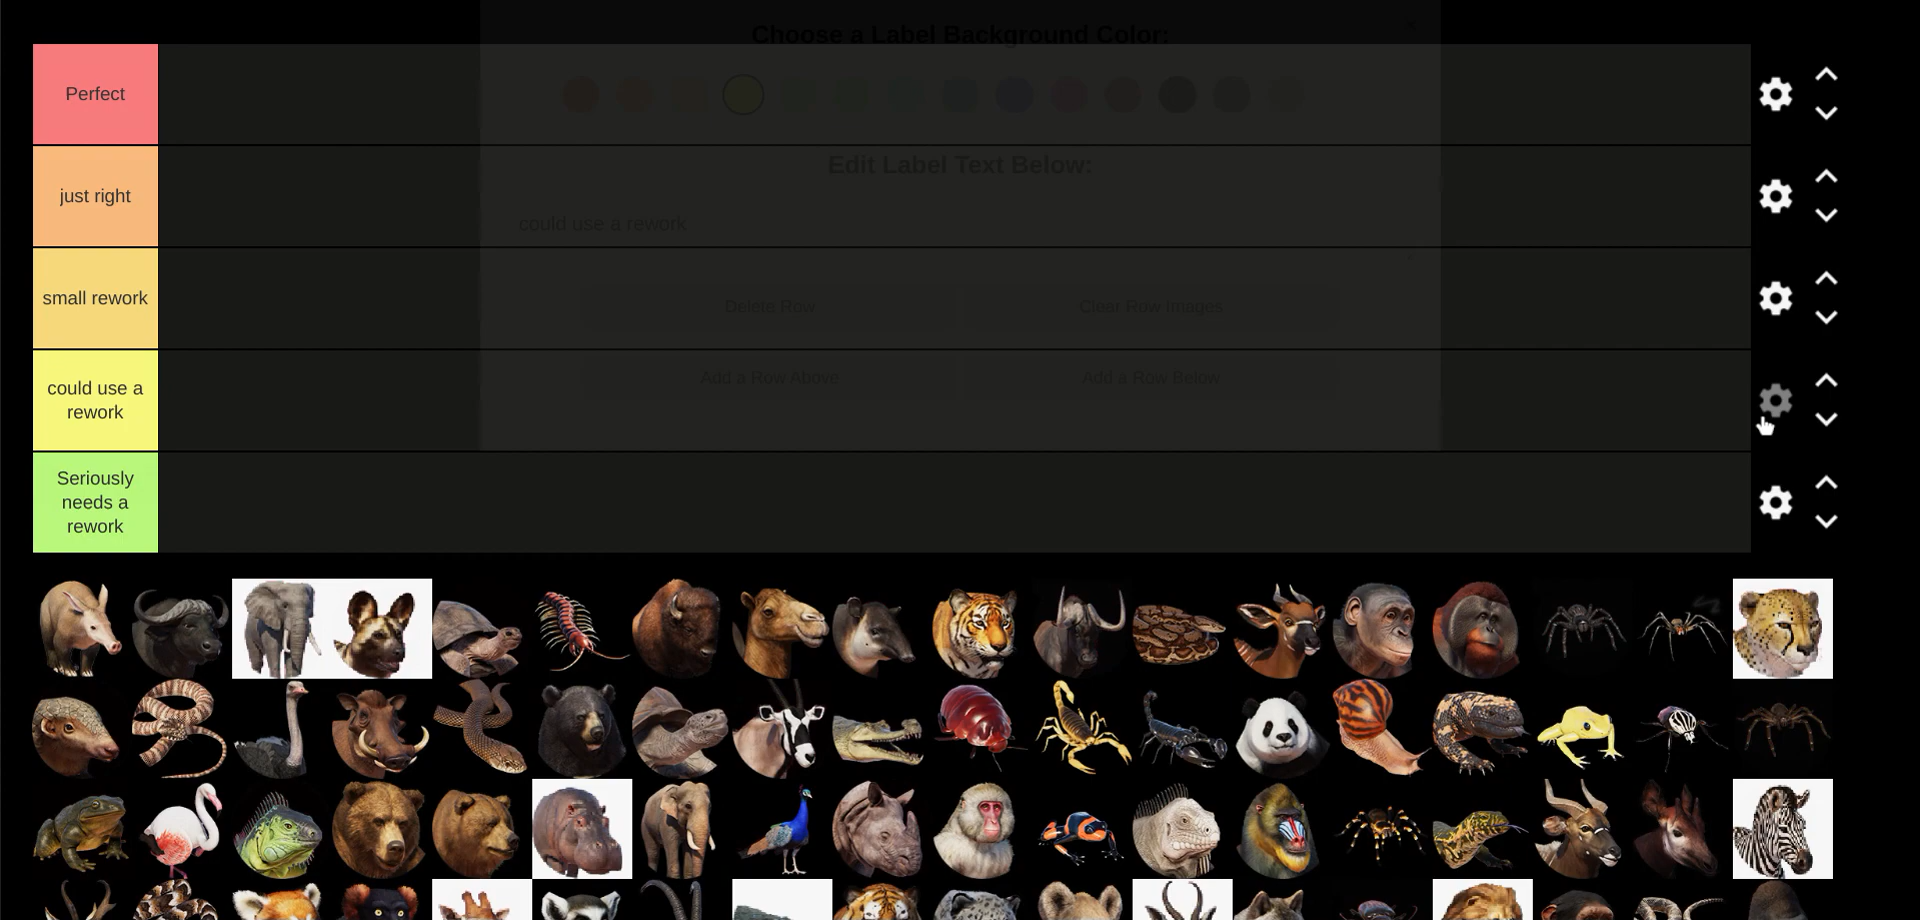 Choose a Label Background Color:
Perfect
Edit Label Text Below:
just right
could use a rework
small rework
Delete Row
Clear Row Images
could use a
rework
Add a Row Above
Add a Row Below
Seriously
needs a
rework